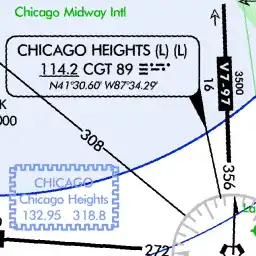 Chicago Midway Intl
CHICAGO HEIGHTS (L) (L)
114.2 CGT 89
N41°30.60' W87°34.29'
3500
V7-97
16
K
000
308
356
CHICAGO
Chicago Heights
132.95 318.8
La
272